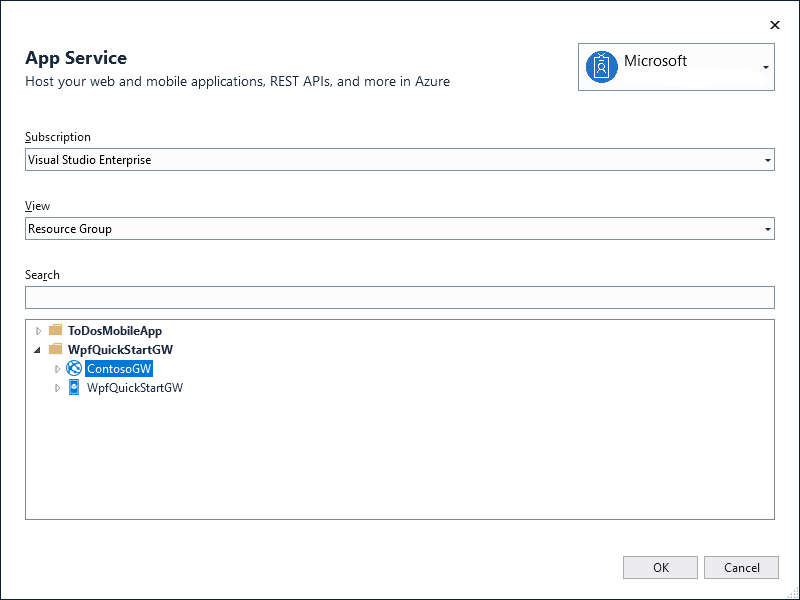 App Service
Host your web and mobile applications, REST APIs, and more in Azure
Microsoft
Subscription
Visual Studio Enterprise
View
Resource Group
Search
ToDosMobileApp
WpfQuickStartGW
ContosoGW
WpfQuickStartGW
OK
Cancel